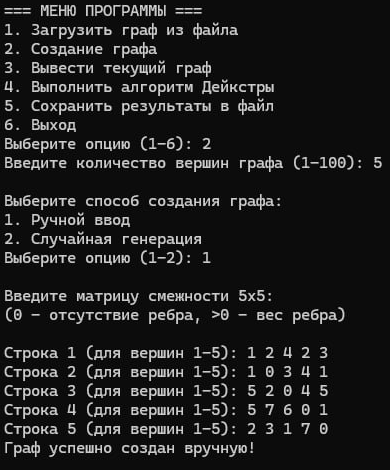 === МЕНЮ ПРОГРАММЫ ===
1. Загрузить граф из файла
2. Создание графа
3. Вывести текущий граф
4. Выполнить алгоритм Дейкстры
5. Сохранить результаты в файл
6. Выход
Выберите опцию (1-6): 2
Введите количество вершин графа (1-100): 5
Выберите способ создания графа:
1. Ручной ввод
2. Случайная генерация
Выберите опцию (1-2): 1
Введите матрицу смежности 5x5:
(0 - отсутствие ребра, >0 - вес ребра)
Строка 1 (для вершин 1-5): 1 2 4 2 3
Строка 2 (для вершин 1-5): 1 0 3 4 1
Строка 3 (для вершин 1-5): 5 2 0 4 5
Строка 4 (для вершин 1-5): 5 7 6 0 1
Строка 5 (для вершин 1-5): 2 3 1 7 0
Граф успешно создан вручную!